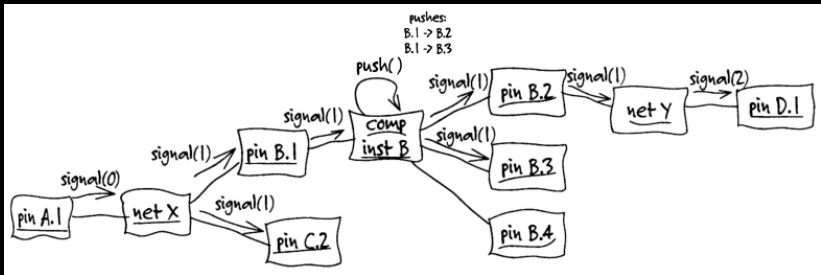 pushes:
B.1 -> B.2
B.1 -> B.3
push()
signal(1)
pin B.2
signal(1)
net Y
signal(2)
pin D.1
signal(1)
comp
inst B
signal(1)
pin B.3
signal(1)
pin B.1
signal(0)
pin A.1
net X
signal(1)
pin C.2
pin B.4